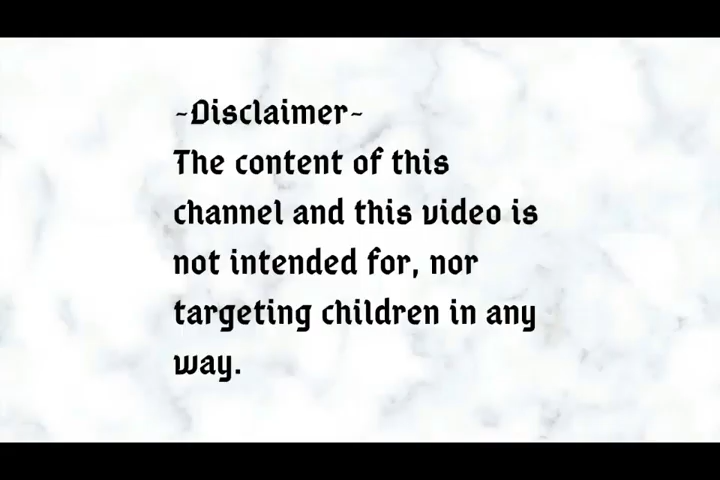 ~Disclaimer~
The content of this
channel and this video is
not intended for, nor
targeting children in any
way.